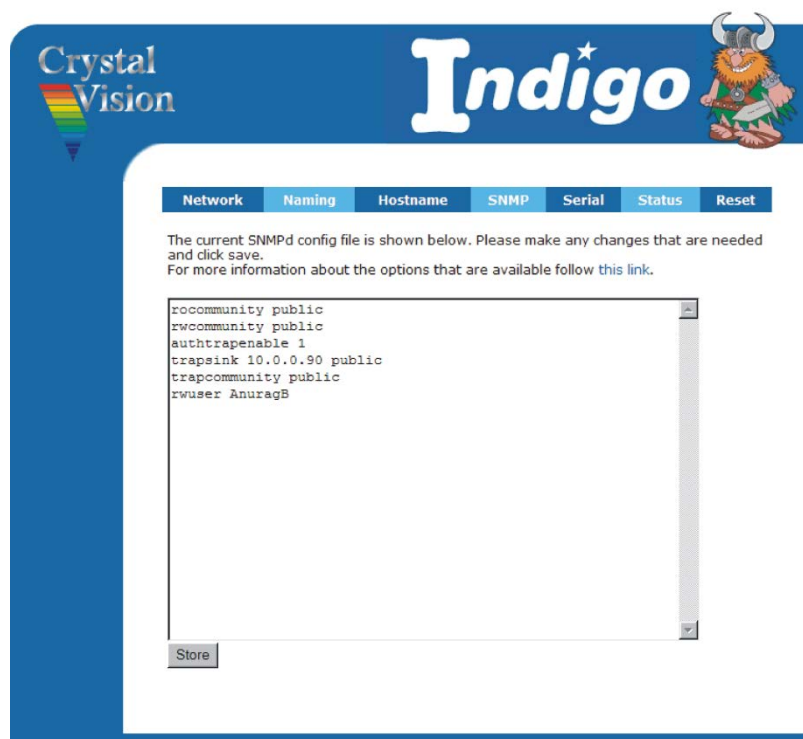 Crystal
Vision
Indigo
Network Naming Hostname SNMP Serial Status Reset
The current SNMPd config file is shown below. Please make any changes that are needed
and click save.
For more information about the options that are available follow this link.
rocommunity public
rwcommunity public
authtrapenable 1
trapsink 10.0.0.90 public
trapcommunity public
rwuser AnuragB
Store